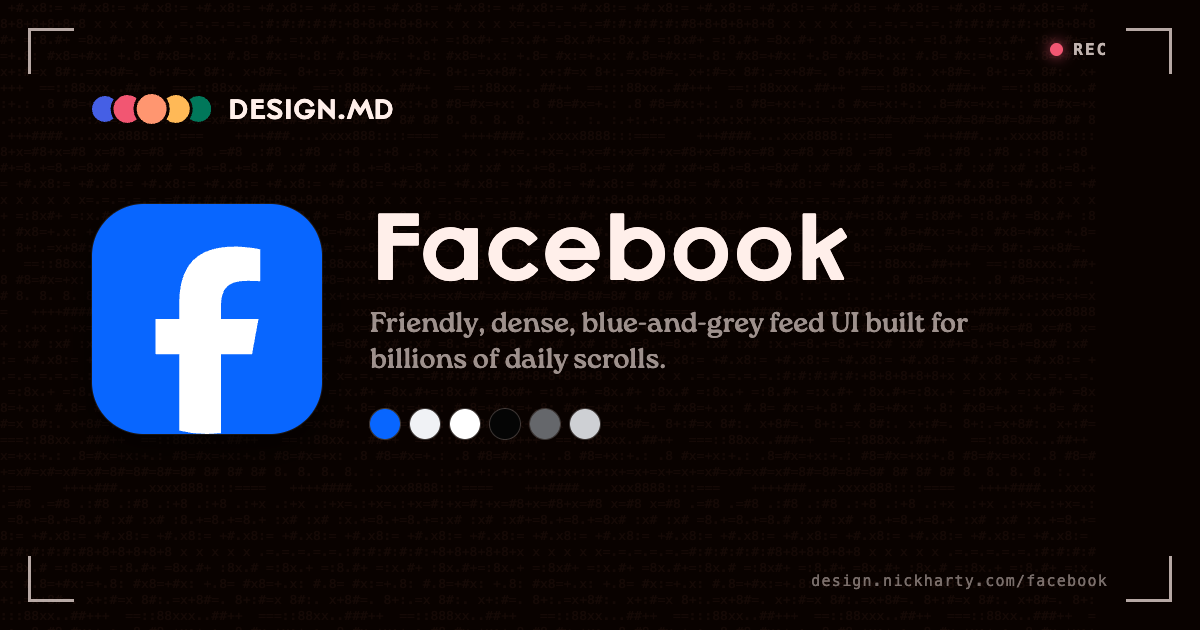 REC
DESIGN.MD
Facebook
Friendly, dense, blue-and-grey feed UI built for
billions of daily scrolls.
design.nickharty.com/facebook